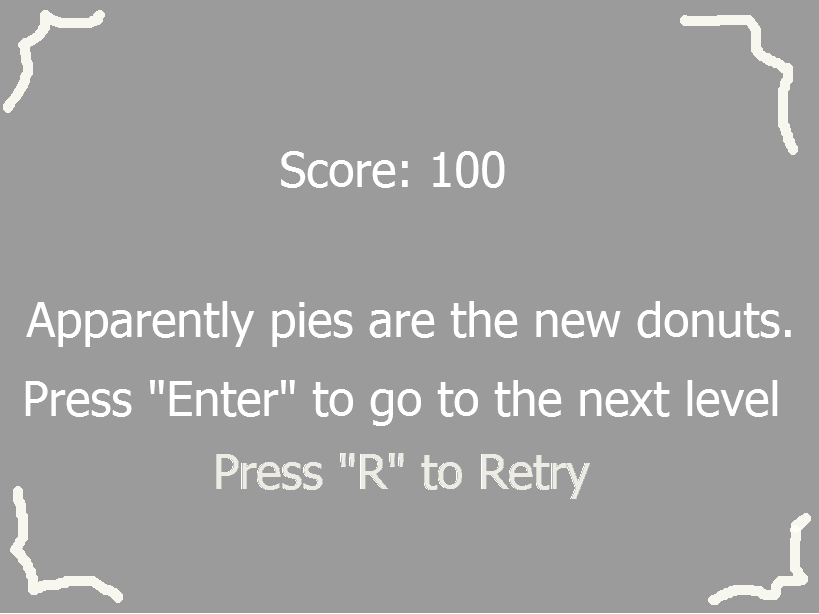 Score: 100
Apparently pies are the new donuts.
Press "Enter" to go to the next level
Press "R" to Retry